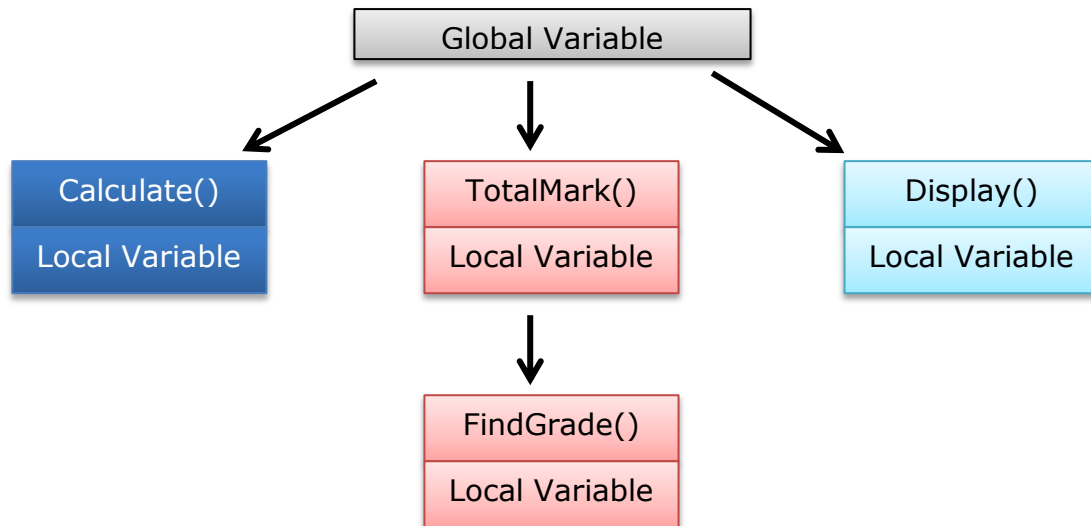 Global Variable
Calculate()
Local Variable
TotalMark()
Local Variable
Display()
Local Variable
FindGrade()
Local Variable